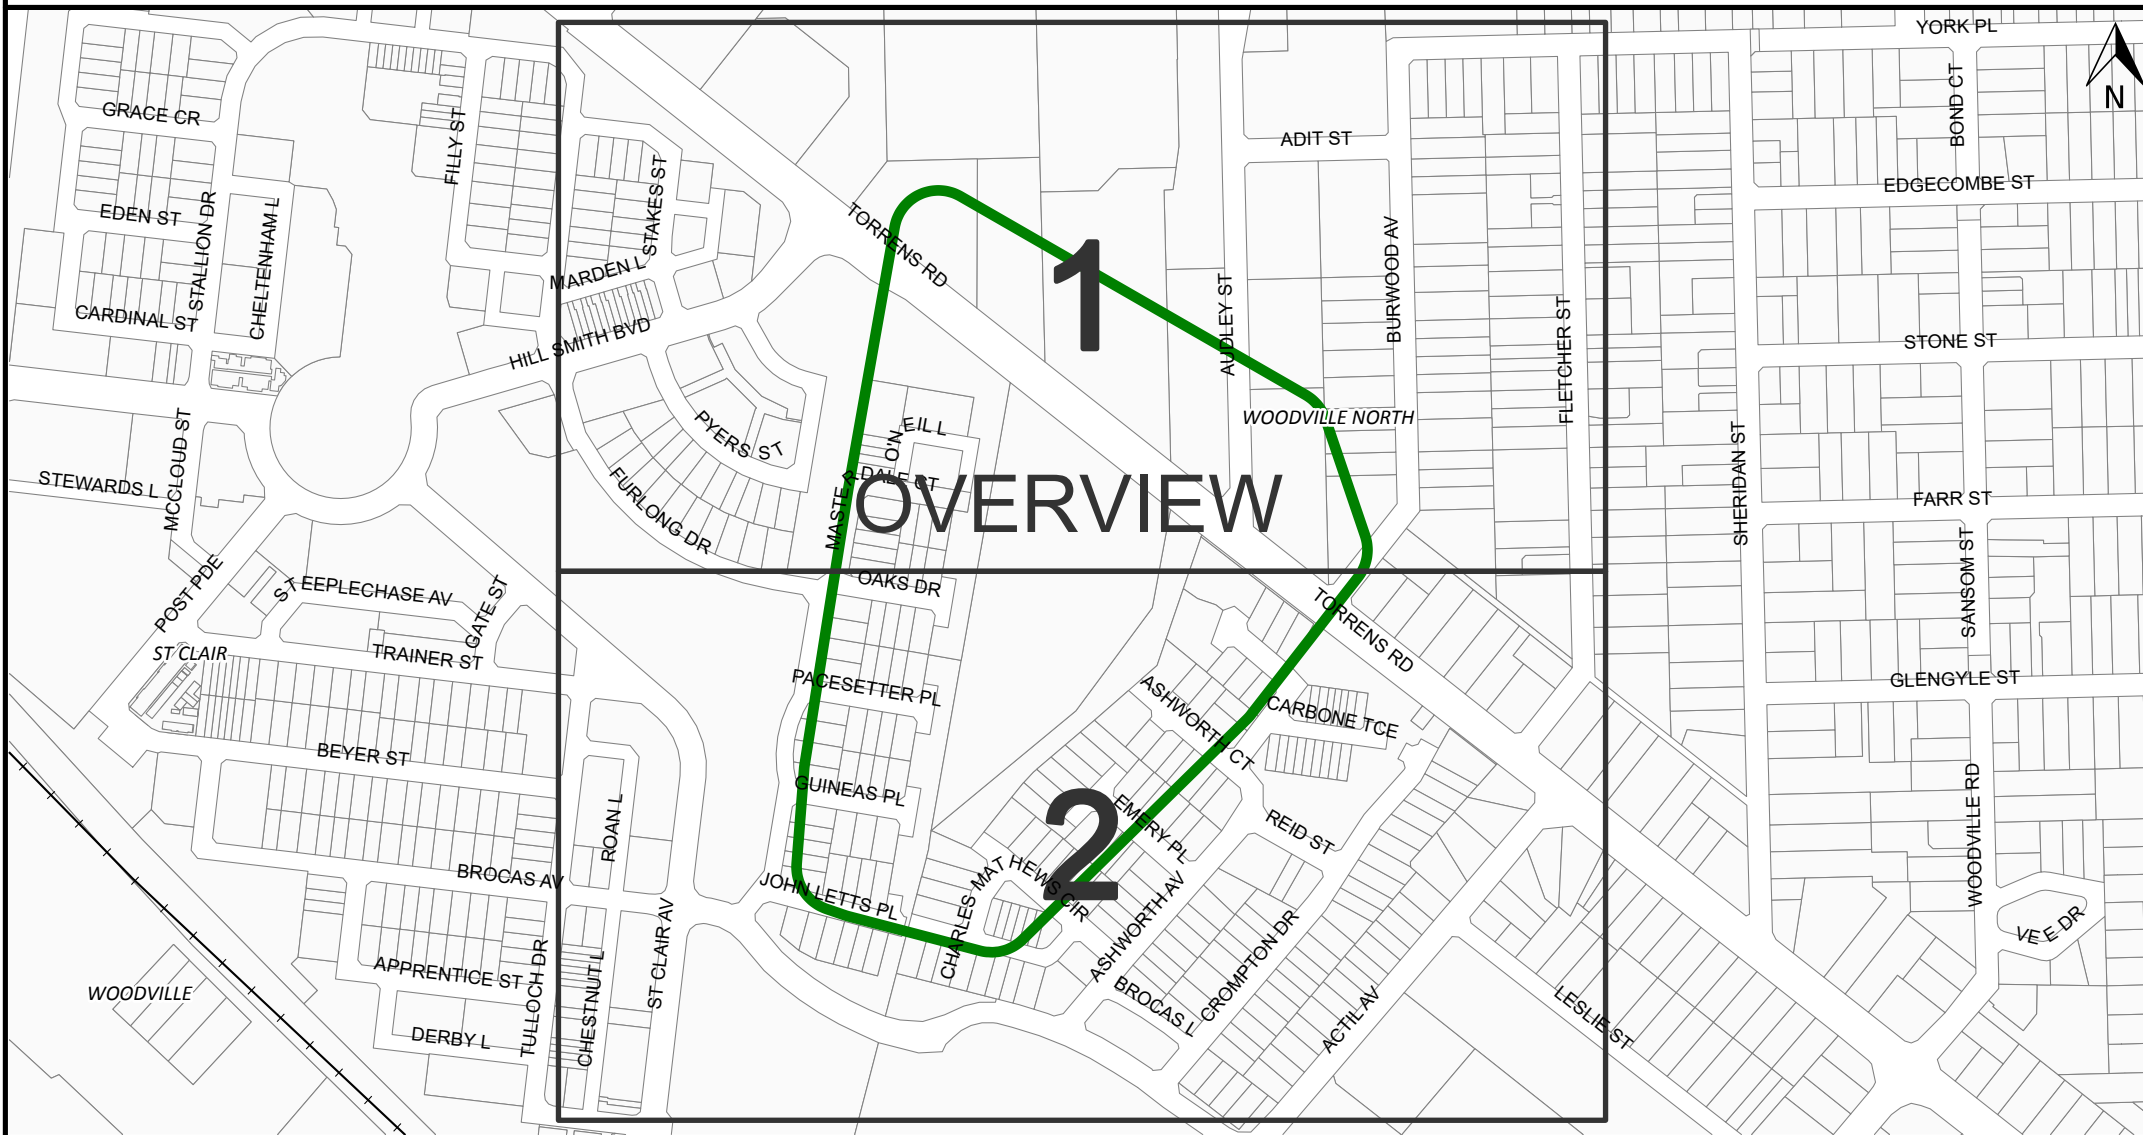 YORK PL
N
BOND CT
GRACE CR
FILLY ST
ADIT ST
EDGECOMBE ST
STAKES ST
EDEN ST
STALLION DR
CHELTENHAM L
TORRENS RD
1
BURWOOD AV
MARDEN L
AUDLEY ST
FLETCHER ST
CARDINAL ST
HILL SMITH BVD
STONE ST
WOODVILLE NORTH
PYERS ST
O'NEILL L
MCCLOUD ST
SHERIDAN ST
STEWARDS L
FURLONG DR
MASTER
DALE CT
OVERVIEW
FARR ST
SANSOM ST
POST PDE
STEEPLECHASE AV
GATE ST
OAKS DR
TORRENS RD
ST CLAIR
TRAINER ST
PACESETTER PL
ASHWORTH CT
CARBONE TCE
GLENGYLE ST
BEYER ST
GUINEAS PL
ROAN L
EMERY PL
REID ST
2
WOODVILLE RD
BROCAS AV
JOHN LETTS PL
CHARLES MATTHEWS CIR
ASHWORTH AV
CROMPTON DR
VEE DR
ST CLAIR AV
TULLOCH DR
CHESTNUT L
APPRENTICE ST
WOODVILLE
BROCAS L
ACTIL AV
LESLIE ST
DERBY L